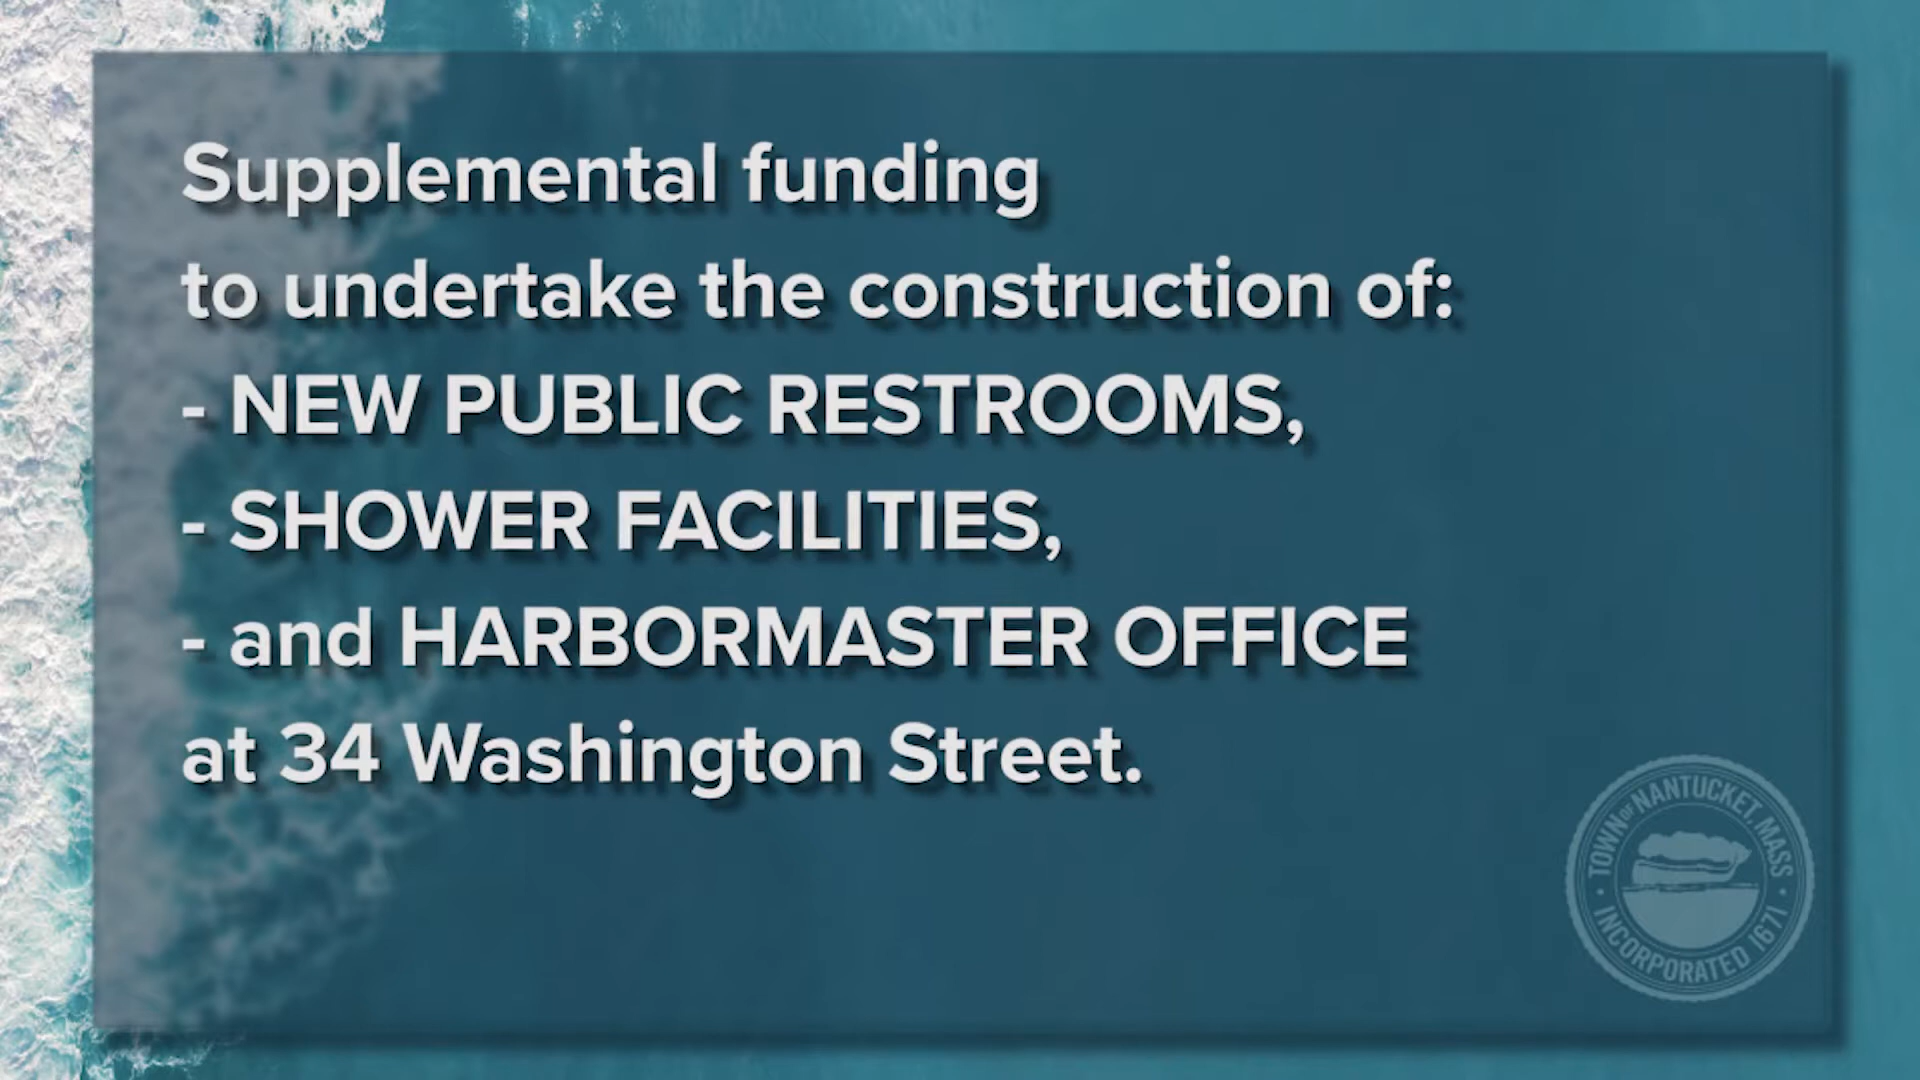 Supplemental funding
to undertake the construction of:
- NEW PUBLIC RESTROOMS,
- SHOWER FACILITIES,
- and HARBORMASTER OFFICE
at 34 Washington Street.
TOWN OF NANTUCKET, MASS
INCORPORATED 1671